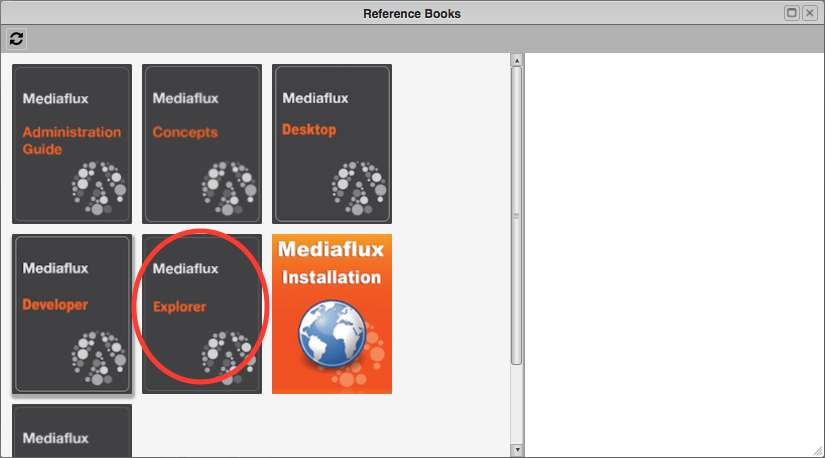 Reference Books
Mediaflux
Administration
Guide
Mediaflux
Concepts
Mediaflux
Desktop
Mediaflux
Developer
Mediaflux
Explorer
Mediaflux
Installation
Mediaflux